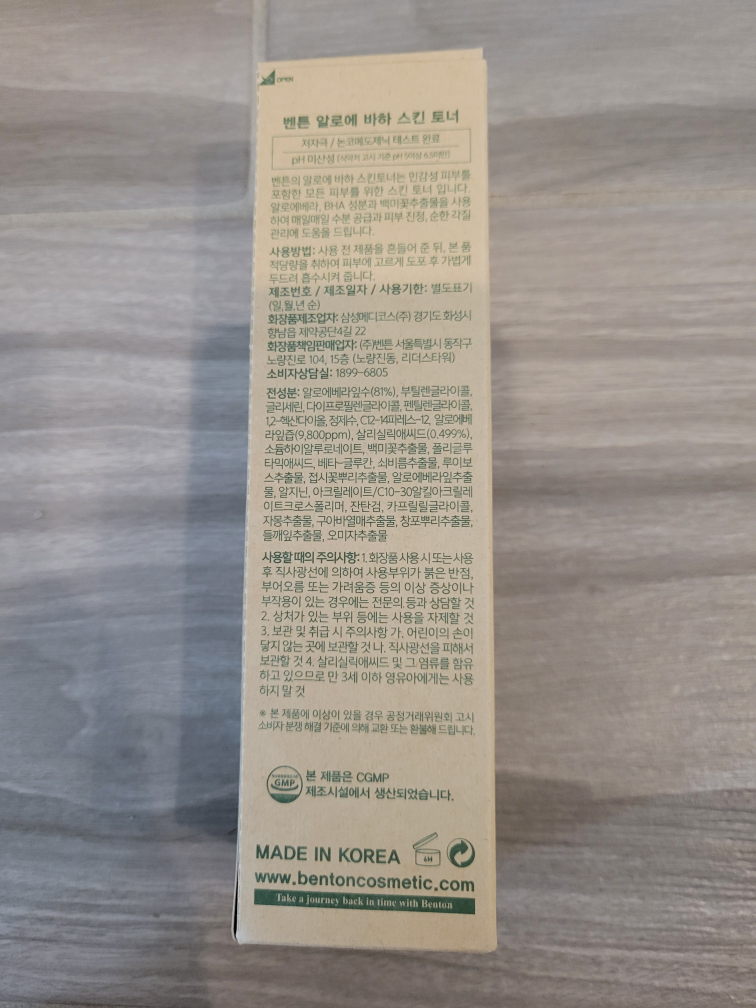 OPEN
벤튼 알로에 바하 스킨 토너
저자극 / 논코메도제닉 테스트 완료
pH 미산성 [식약처 고시 기준 pH 5이상 6.5미만]
벤튼의 알로에 바하 스킨토너는 민감성 피부를
포함한 모든 피부를 위한 스킨 토너 입니다.
알로에베라, BHA 성분과 백미꽃추출물을 사용
하여 매일매일 수분 공급과 피부 진정, 순한 각질
관리에 도움을 드립니다.
사용방법: 사용 전 제품을 흔들어 준 뒤, 본 품
적당량을 취하여 피부에 고르게 도포 후 가볍게
두드려 흡수시켜 줍니다.
제조번호 / 제조일자 / 사용기한: 별도표기
(일,월,년 순)
화장품제조업자: 삼성메디코스(주) 경기도 화성시
향남읍 제약공단4길 22
화장품책임판매업자: (주)벤튼 서울특별시 동작구
노량진로 104, 15층 (노량진동, 리더스타워)
소비자상담실: 1899-6805
전성분: 알로에베라잎수(81%), 부틸렌글라이콜,
글리세린, 다이프로필렌글라이콜, 펜틸렌글라이콜,
1,2-헥산다이올, 정제수, C12-14파레스-12, 알로에베
라잎즙(9,800ppm), 살리실릭애씨드(0.499%),
소듐하이알루로네이트, 백미꽃추출물, 폴리글루
타믹애씨드, 베타-글루칸, 쇠비름추출물, 루이보
스추출물, 접시꽃뿌리추출물, 알로에베라잎추출
물, 알지닌, 아크릴레이트/C10-30알킬아크릴레
이트크로스폴리머, 잔탄검, 카프릴릴글라이콜,
자몽추출물, 구아바열매추출물, 창포뿌리추출물,
들깨잎추출물, 오미자추출물
사용할 때의 주의사항: 1. 화장품 사용 시 또는 사용
후 직사광선에 의하여 사용부위가 붉은 반점,
부어오름 또는 가려움증 등의 이상 증상이나
부작용이 있는 경우에는 전문의 등과 상담할 것
2. 상처가 있는 부위 등에는 사용을 자제할 것
3. 보관 및 취급 시 주의사항 가. 어린이의 손이
닿지 않는 곳에 보관할 것 나. 직사광선을 피해서
보관할 것 4. 살리실릭애씨드 및 그 염류를 함유
하고 있으므로 만 3세 이하 영유아에게는 사용
하지 말 것
※ 본 제품에 이상이 있을 경우 공정거래위원회 고시
소비자 분쟁 해결 기준에 의해 교환 또는 환불해 드립니다.
GMP
본 제품은 CGMP
제조시설에서 생산되었습니다.
MADE IN KOREA
www.bentoncosmetic.com
Take a journey back in time with Benton